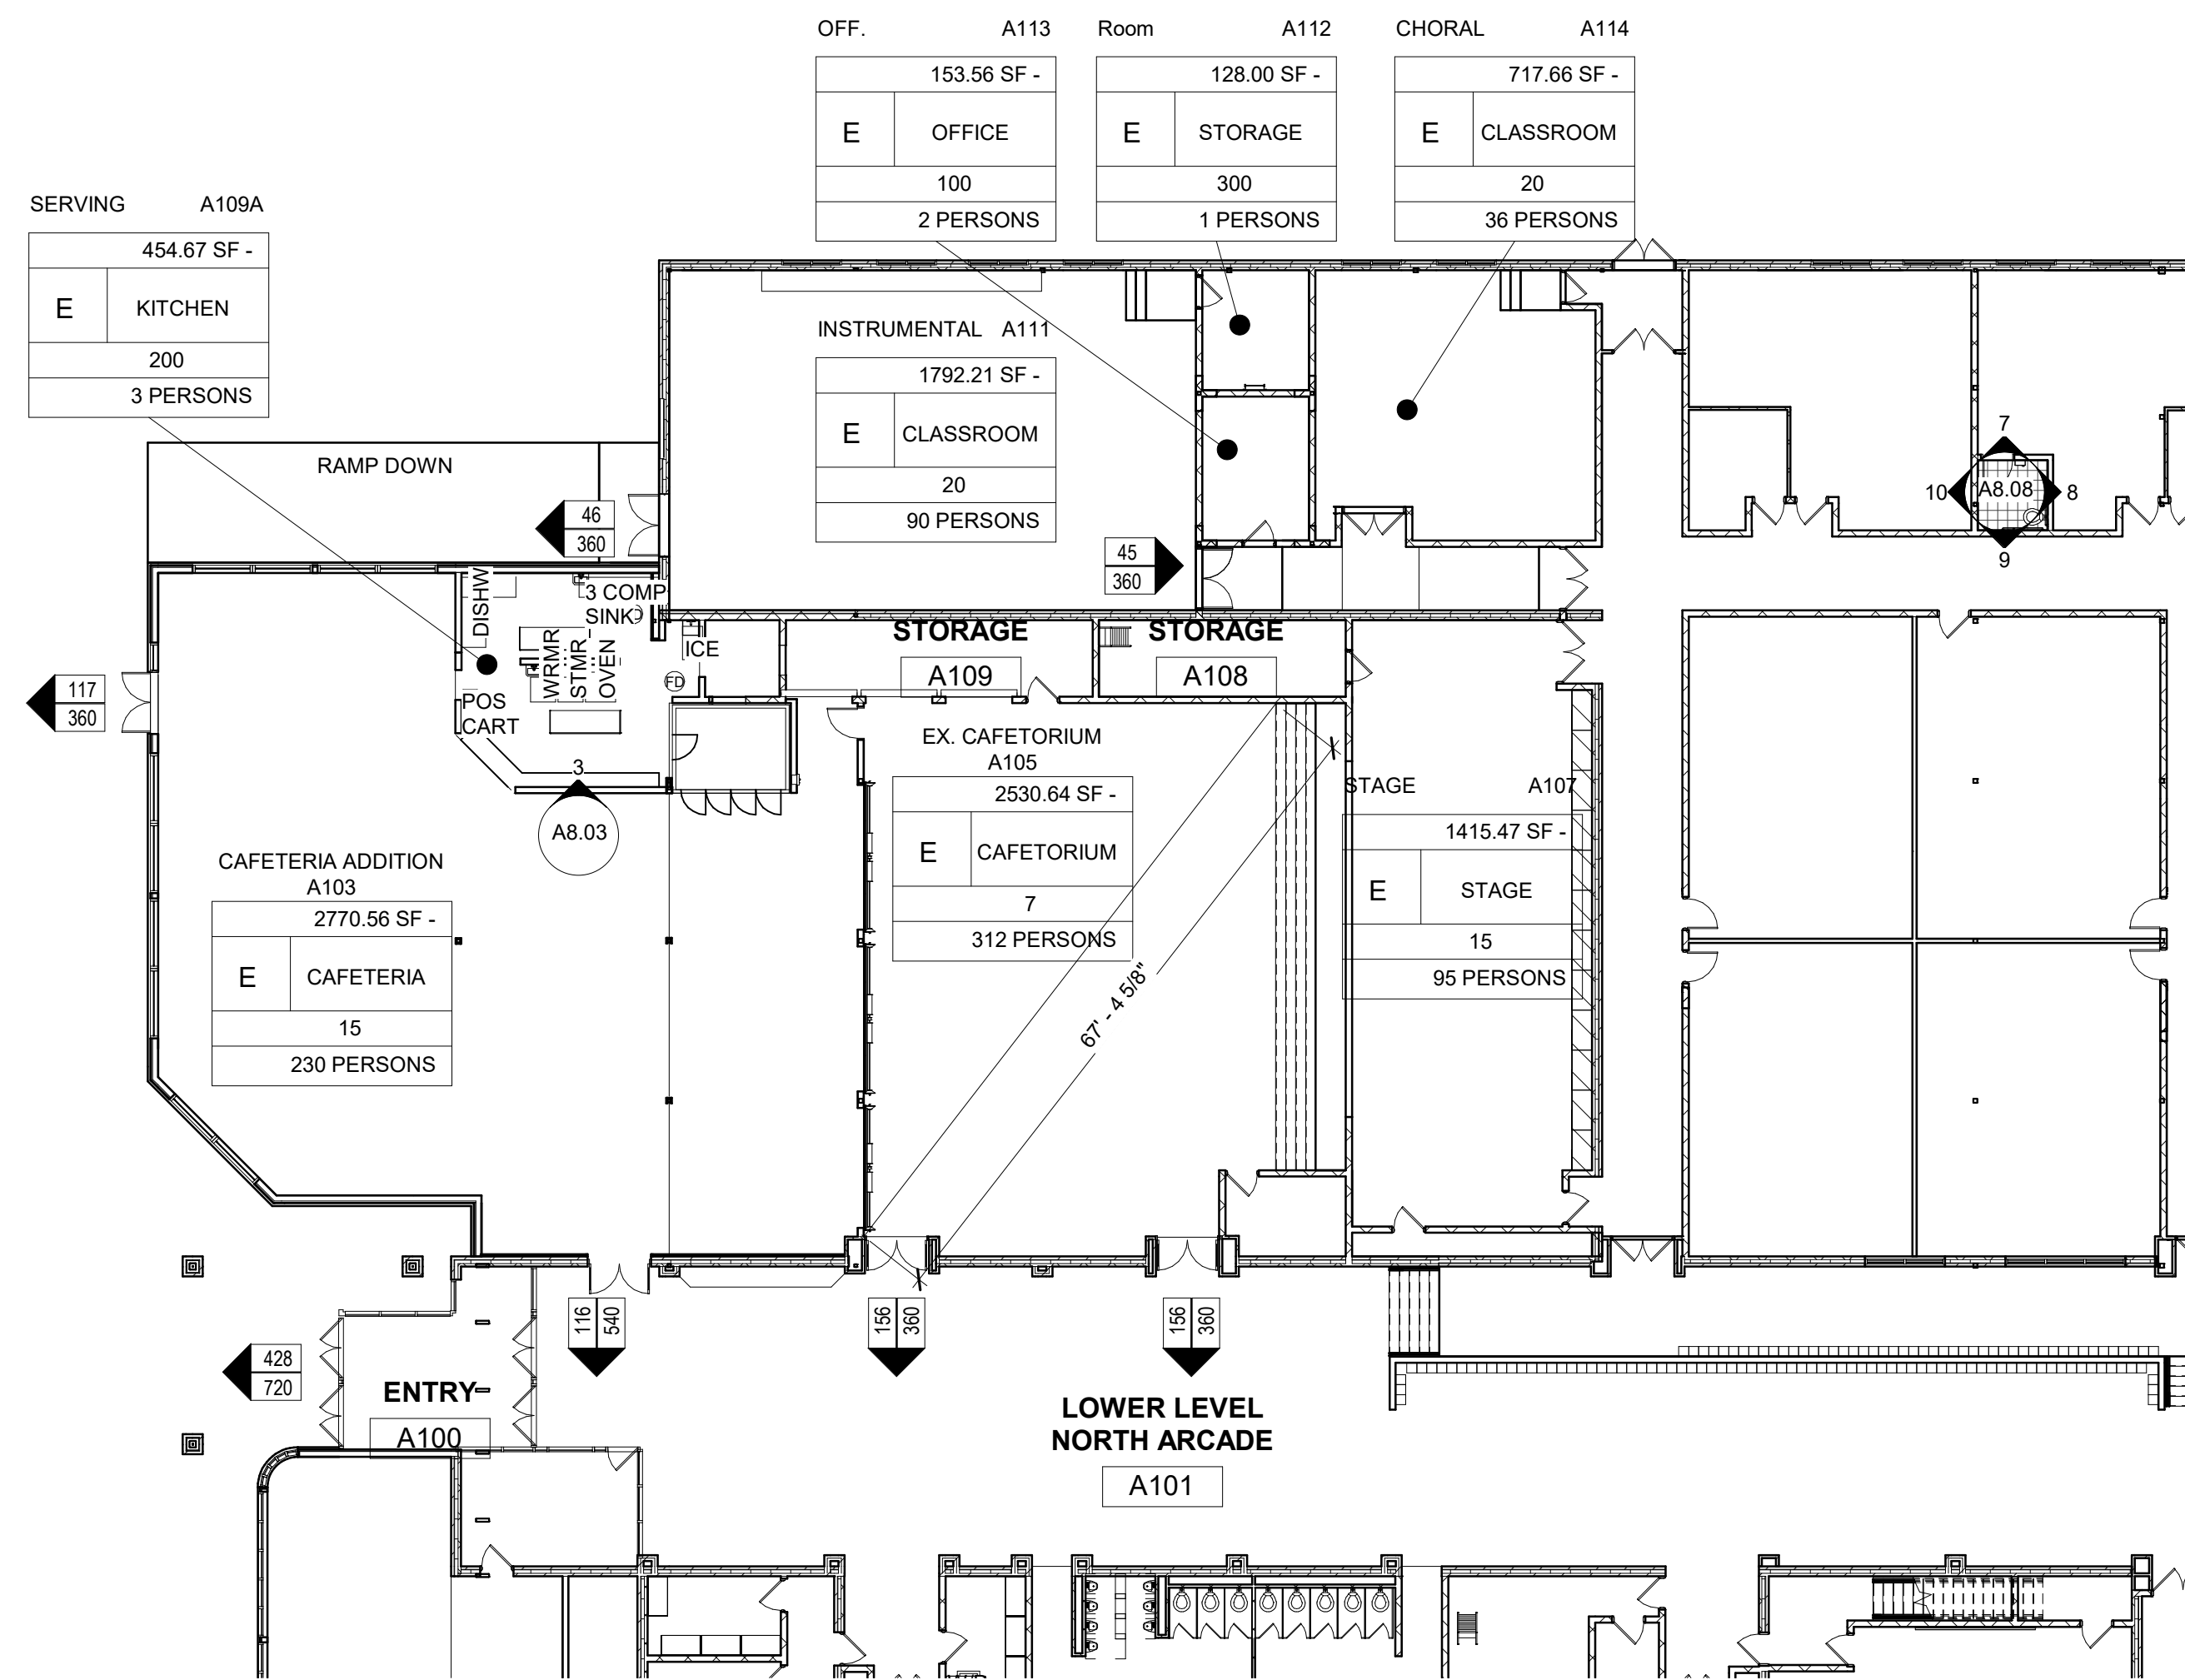 OFF. A113
153.56 SF -
E OFFICE
100
2 PERSONS
Room A112
128.00 SF -
E STORAGE
300
1 PERSONS
CHORAL A114
717.66 SF -
E CLASSROOM
20
36 PERSONS
SERVING A109A
454.67 SF -
E KITCHEN
200
3 PERSONS
INSTRUMENTAL A111
1792.21 SF -
E CLASSROOM
20
90 PERSONS
RAMP DOWN
46
360
45
360
7
10 A8.08 8
9
DISHW
3 COMP
SINK
WRMR
STMR
OVEN
ICE
FD
POS
CART
117
360
3
A8.03
STORAGE
A109
STORAGE
A108
EX. CAFETORIUM
A105
2530.64 SF -
E CAFETORIUM
7
312 PERSONS
STAGE A107
1415.47 SF -
E STAGE
15
95 PERSONS
CAFETERIA ADDITION
A103
2770.56 SF -
E CAFETERIA
15
230 PERSONS
67' - 4 5/8"
116
540
156
360
156
360
428
720
ENTRY
A100
LOWER LEVEL
NORTH ARCADE
A101